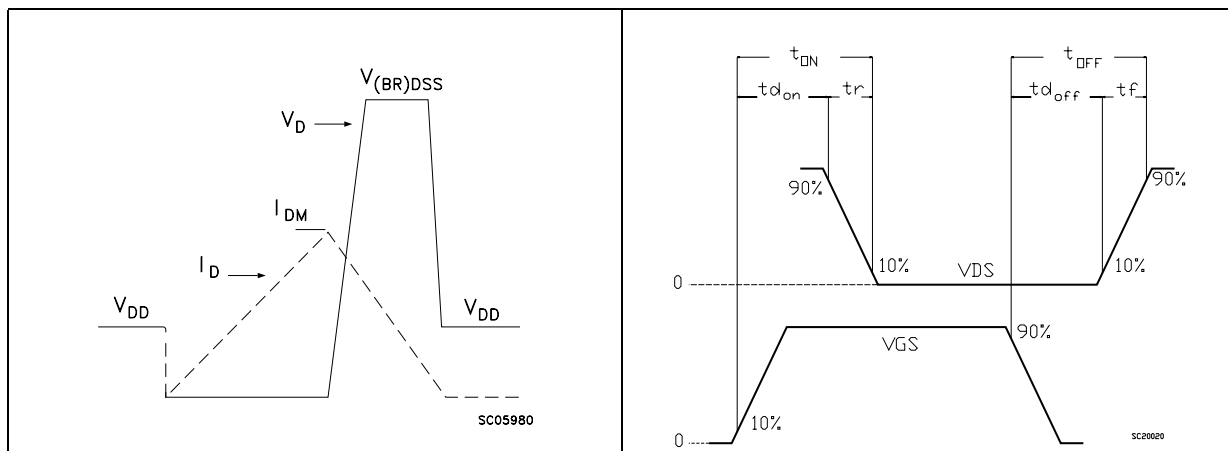 V(BR)DSS
VD
IDM
ID
VDD
VDD
SC05980
tON
tOFF
tdon
tr
tdoff
tf
90%
90%
10%
10%
0
VDS
90%
VGS
10%
0
SC20020